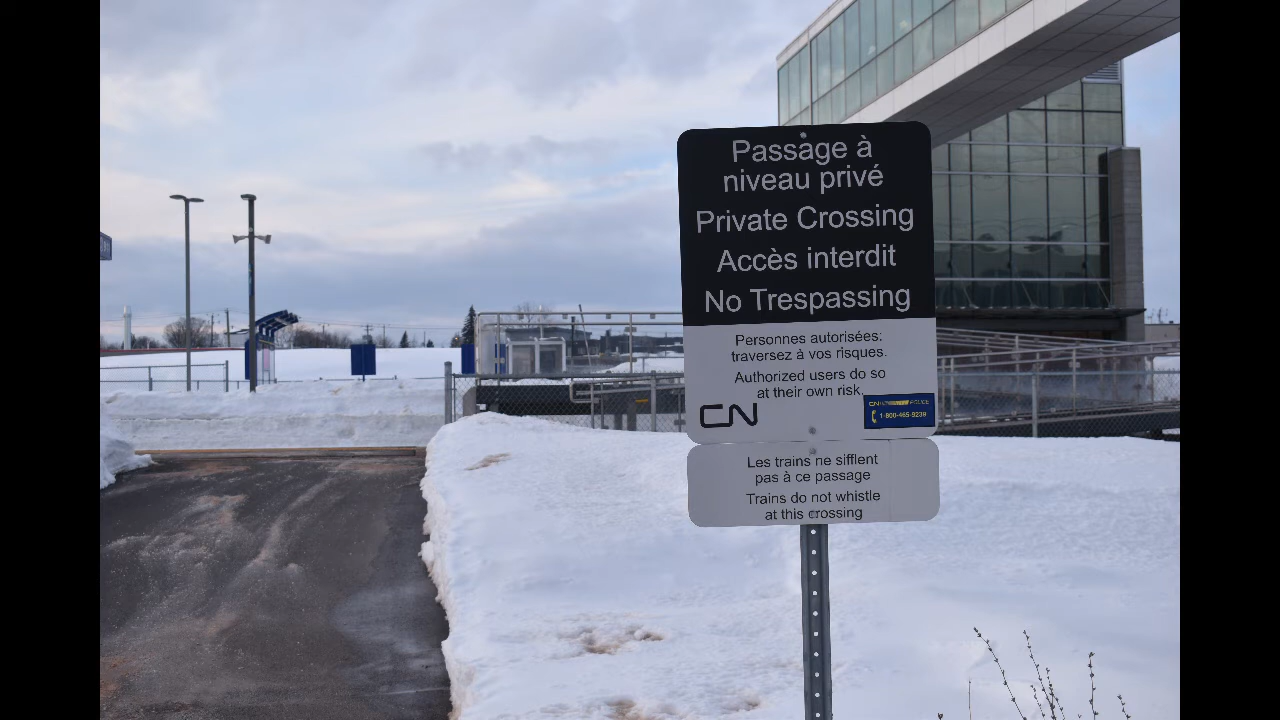 Passage à
niveau privé
Private Crossing
Accès interdit
No Trespassing
Personnes autorisées:
traversez à vos risques.
Authorized users do so
at their own risk.
CN
CN POLICE
1-800-465-9239
Les trains ne sifflent
pas à ce passage
Trains do not whistle
at this crossing